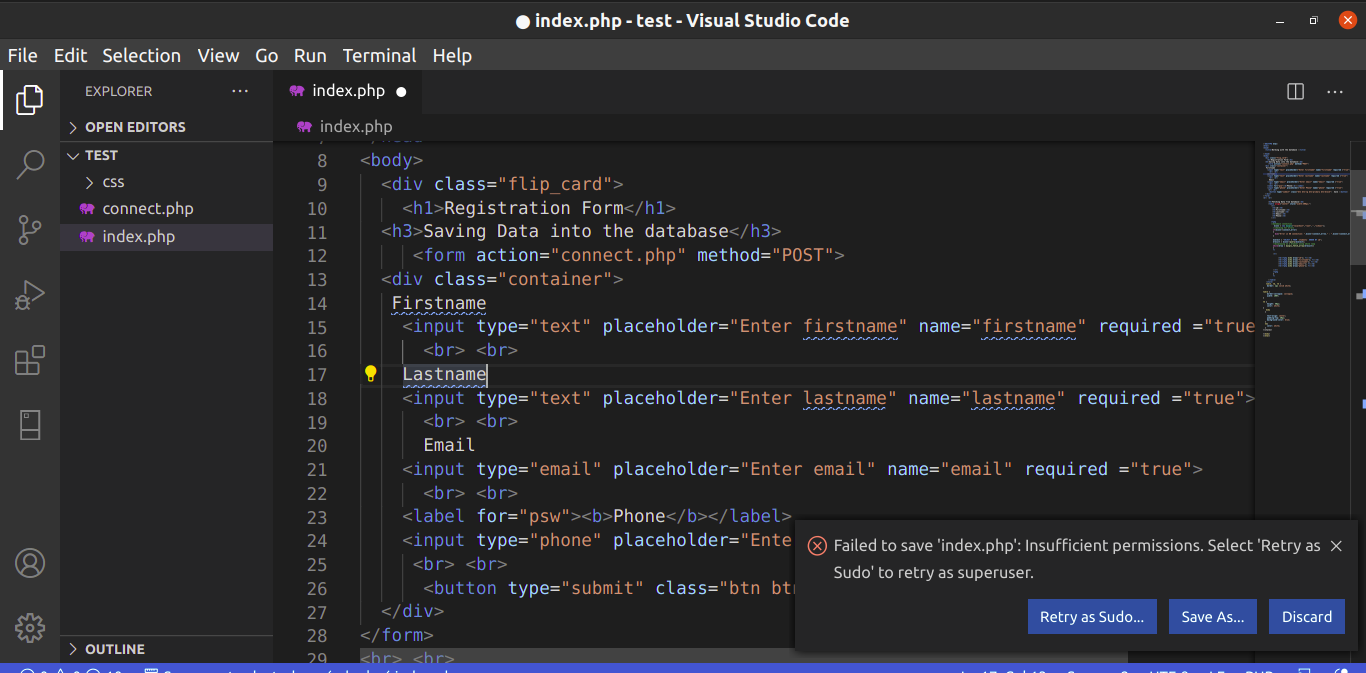 ● index.php - test - Visual Studio Code
File Edit Selection View Go Run Terminal Help
EXPLORER
OPEN EDITORS
TEST
css
connect.php
index.php
OUTLINE
index.php
index.php
8 <body>
9 <div class="flip_card">
10 <h1>Registration Form</h1>
11 <h3>Saving Data into the database</h3>
12 <form action="connect.php" method="POST">
13 <div class="container">
14 Firstname
15 <input type="text" placeholder="Enter firstname" name="firstname" required ="true
16 <br> <br>
17 Lastname
18 <input type="text" placeholder="Enter lastname" name="lastname" required ="true">
19 <br> <br>
20 Email
21 <input type="email" placeholder="Enter email" name="email" required ="true">
22 <br> <br>
23 <label for="psw"><b>Phone</b></label>
24 <input type="phone" placeholder="Ente
25 <br> <br>
26 <button type="submit" class="btn bt
27 </div>
28 </form>
29 <br> <br>
Failed to save 'index.php': Insufficient permissions. Select 'Retry as
Sudo' to retry as superuser.
Retry as Sudo... Save As... Discard